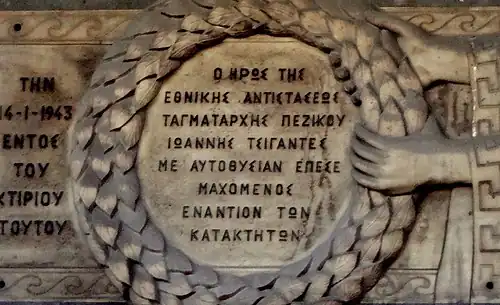 ΤΗΝ
14-1-1943
ΕΝΤΟΣ
ΤΟΥ
ΚΤΙΡΙΟΥ
ΤΟΥΤΟΥ
Ο ΗΡΩΣ ΤΗΣ
ΕΘΝΙΚΗΣ ΑΝΤΙΣΤΑΣΕΩΣ
ΤΑΓΜΑΤΑΡΧΗΣ ΠΕΖΙΚΟΥ
ΙΩΑΝΝΗΣ ΤΣΙΓΑΝΤΕΣ
ΜΕ ΑΥΤΟΘΥΣΙΑΝ ΕΠΕΣΕ
ΜΑΧΟΜΕΝΟΣ
ΕΝΑΝΤΙΟΝ ΤΩΝ
ΚΑΤΑΚΤΗΤΩΝ